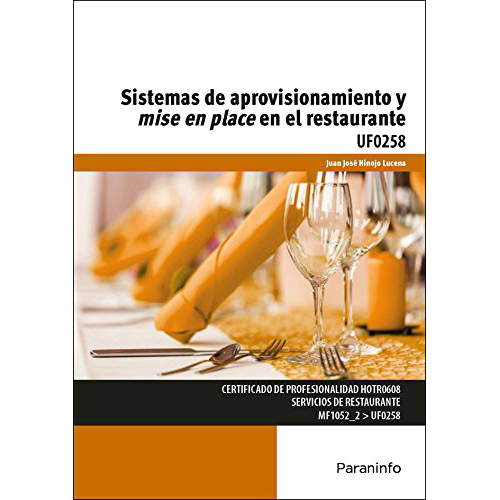 Sistemas de aprovisionamiento y
mise en place en el restaurante
UF0258
Juan José Hinojo Lucena
CERTIFICADO DE PROFESIONALIDAD HOTR0608
SERVICIOS DE RESTAURANTE
MF1052_2 > UF0258
Paraninfo